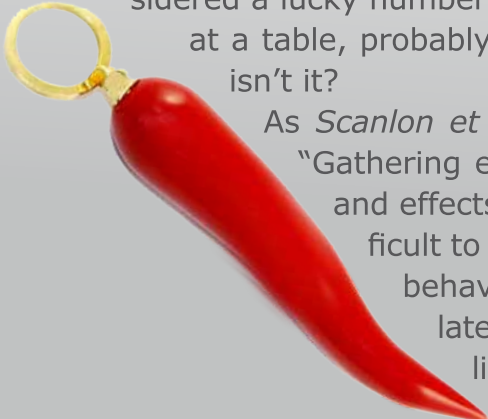 sidered a lucky number
at a table, probably
isn't it?
As Scanlon et
"Gathering e
and effects
ficult to
behav
late
li